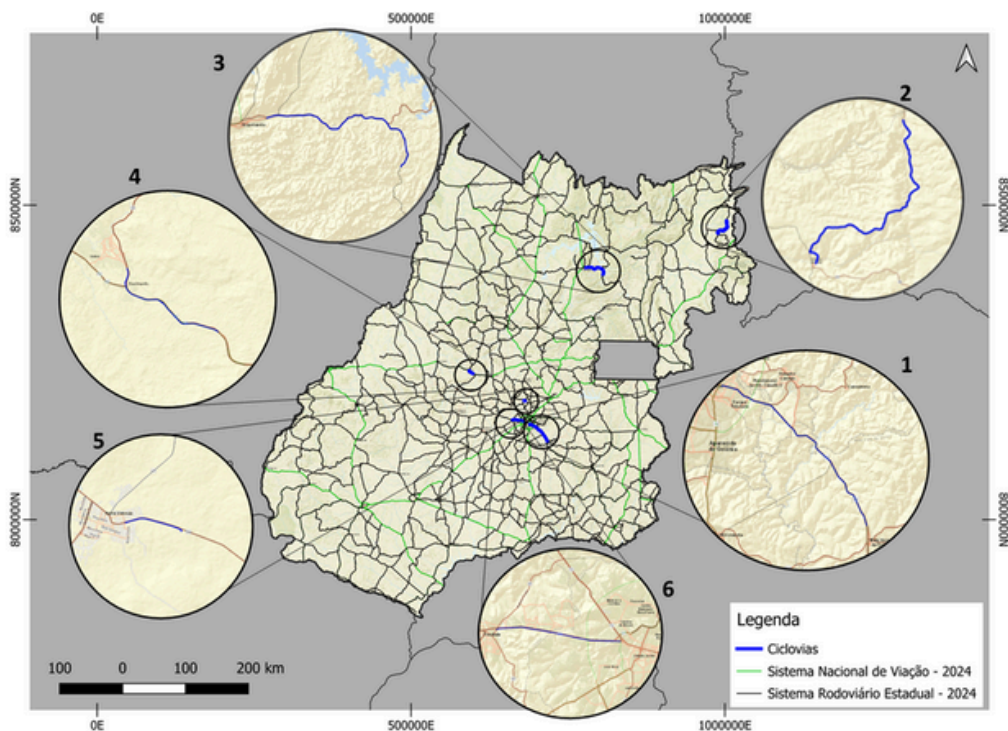 0E
500000E
1000000E
3
2
4
8500000N
8500000N
1
5
8000000N
8000000N
6
Legenda
Ciclovias
Sistema Nacional de Viação - 2024
Sistema Rodoviário Estadual - 2024
100 0 100 200 km
0E
500000E
1000000E